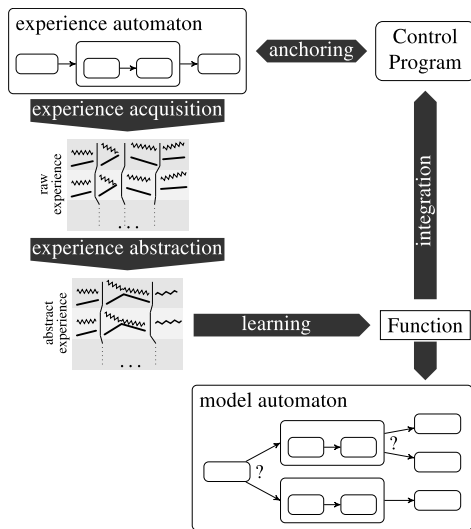 experience automaton
anchoring
Control
Program
experience acquisition
raw
experience
...
experience abstraction
abstract
experience
...
learning
Function
integration
model automaton
?
?